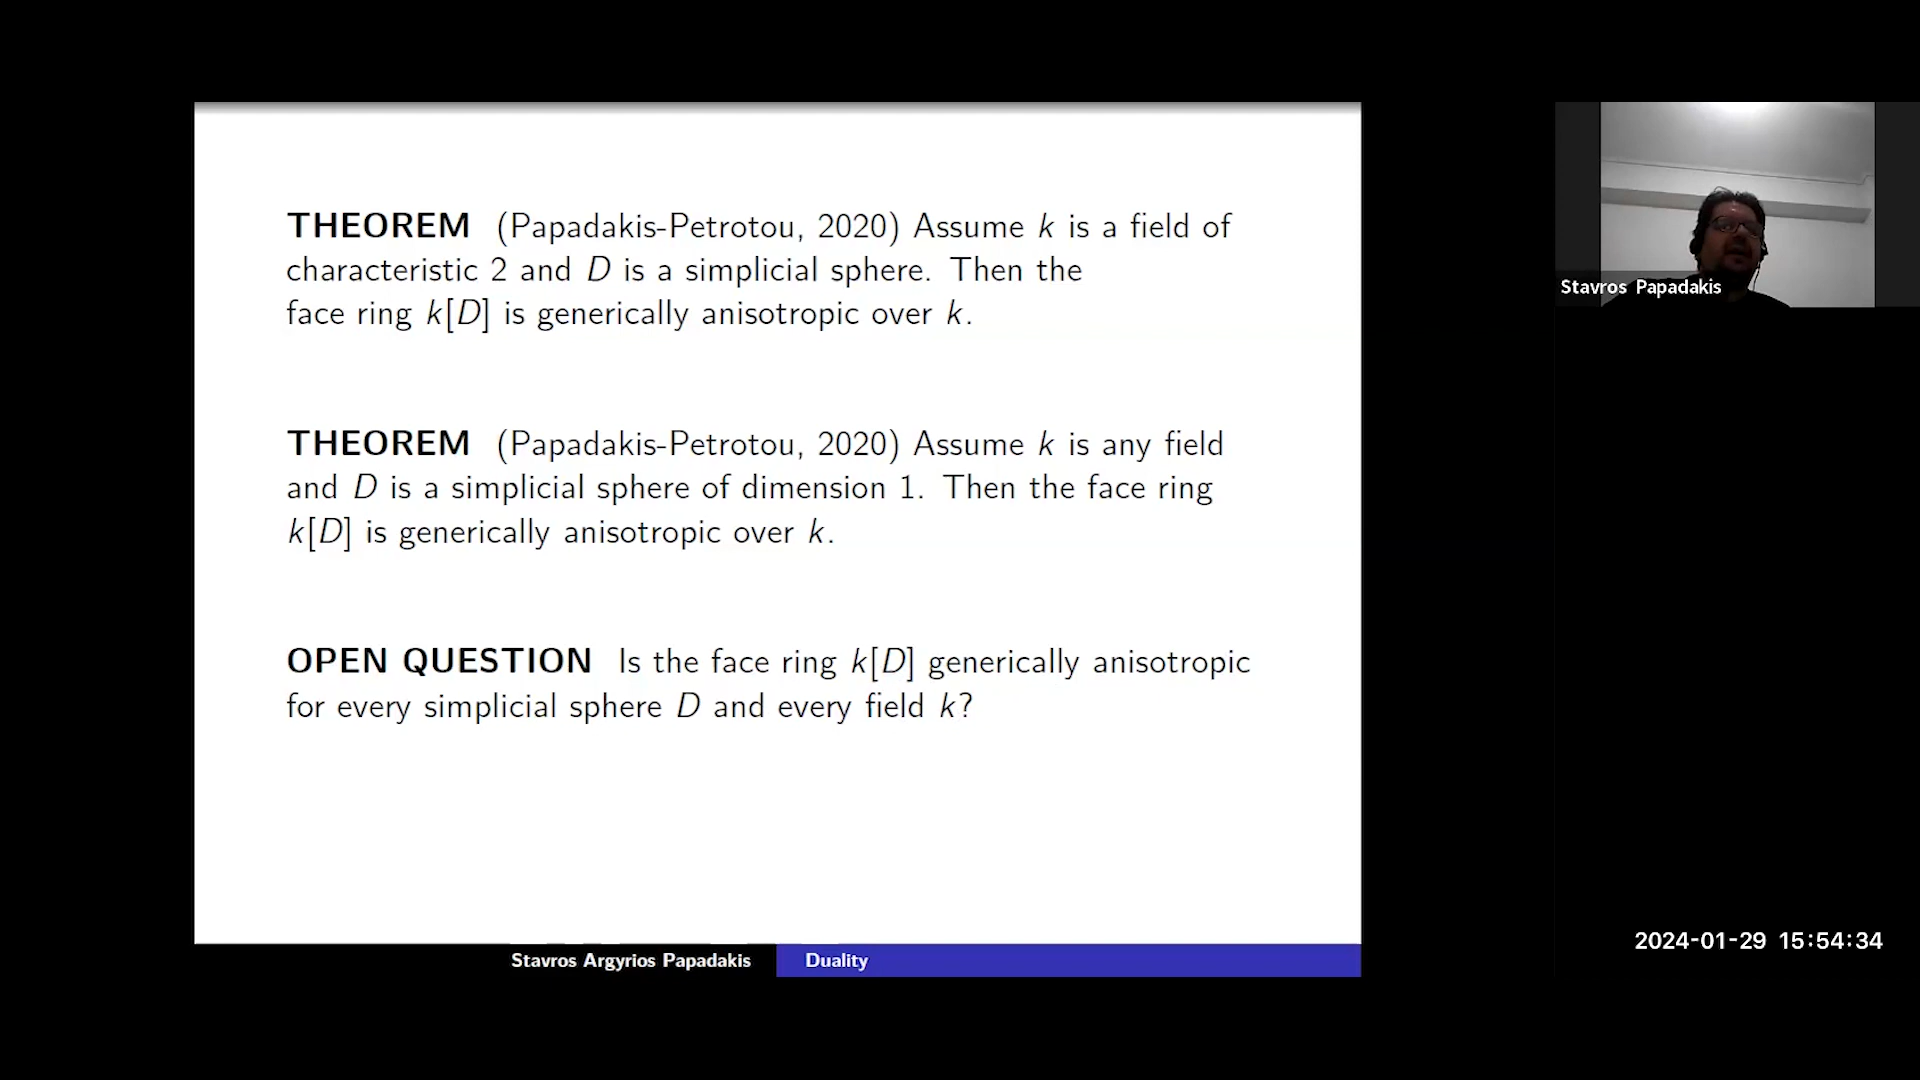 THEOREM (Papadakis-Petrotou, 2020) Assume k is a field of
characteristic 2 and D is a simplicial sphere. Then the
face ring k[D] is generically anisotropic over k.
THEOREM (Papadakis-Petrotou, 2020) Assume k is any field
and D is a simplicial sphere of dimension 1. Then the face ring
k[D] is generically anisotropic over k.
OPEN QUESTION Is the face ring k[D] generically anisotropic
for every simplicial sphere D and every field k?
Stavros Argyrios Papadakis
Duality
Stavros Papadakis
2024-01-29 15:54:34